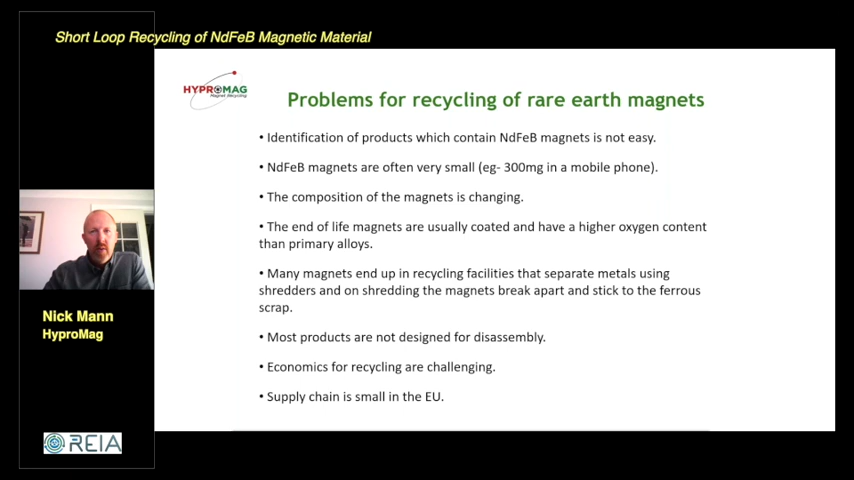 Short Loop Recycling of NdFeB Magnetic Material
HYPROMAG
Magnet Recycling
Problems for recycling of rare earth magnets
• Identification of products which contain NdFeB magnets is not easy.
• NdFeB magnets are often very small (eg- 300mg in a mobile phone).
• The composition of the magnets is changing.
• The end of life magnets are usually coated and have a higher oxygen content
than primary alloys.
• Many magnets end up in recycling facilities that separate metals using
shredders and on shredding the magnets break apart and stick to the ferrous
scrap.
• Most products are not designed for disassembly.
• Economics for recycling are challenging.
• Supply chain is small in the EU.
Nick Mann
HyproMag
REIA